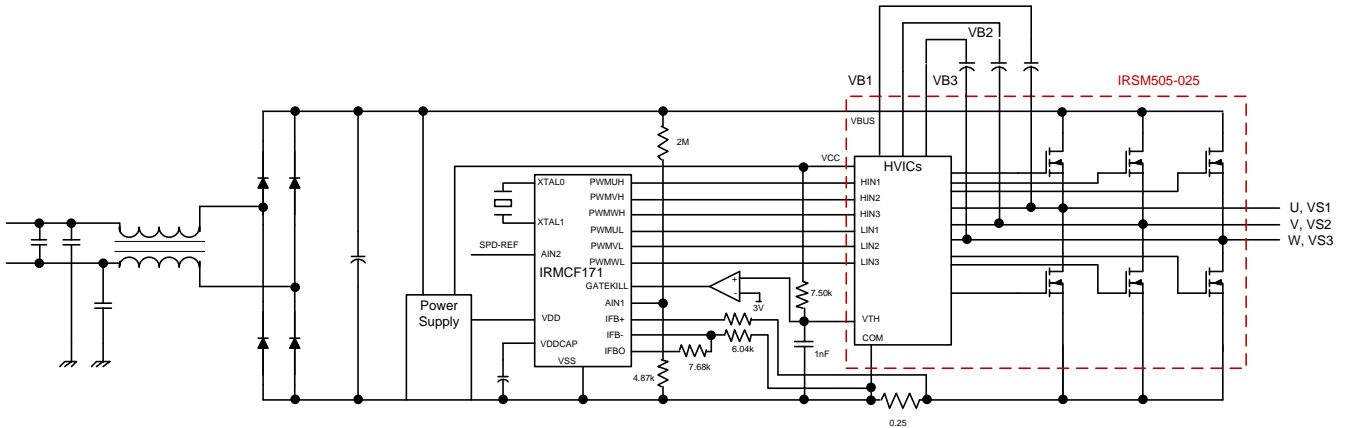 VB2
VB1
VB3
IRSM505-025
VBUS
2M
VCC
HVICs
XTAL0
PWMUH
HIN1
PWMVH
HIN2
PWMWH
HIN3
XTAL1
PWMUL
LIN1
PWMVL
LIN2
PWMWL
LIN3
U, VS1
V, VS2
W, VS3
SPD-REF
AIN2
IRMCF171
GATEKILL
+
-
3V
7.50k
AIN1
Power
Supply
VDD
IFB+
VTH
IFB-
COM
VDDCAP
IFBO
6.04k
1nF
VSS
7.68k
4.87k
0.25